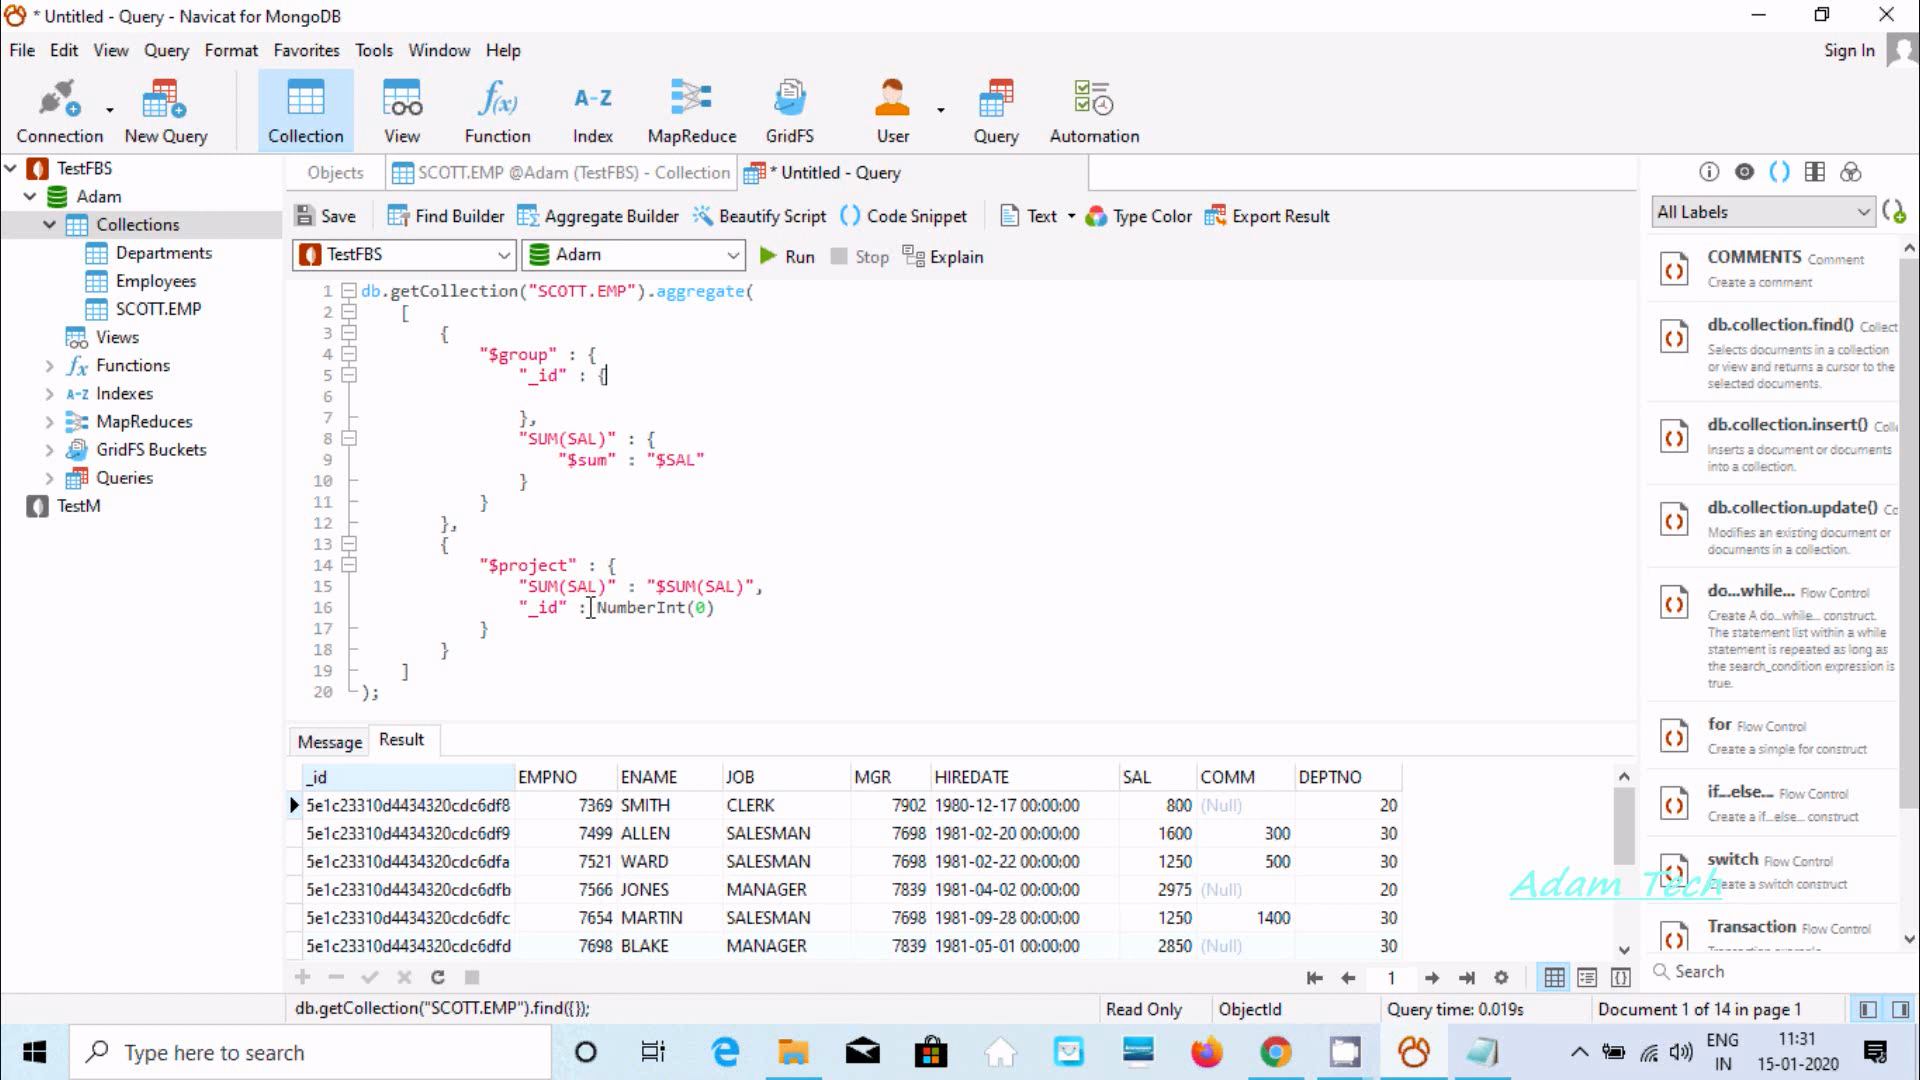 * Untitled - Query - Navicat for MongoDB
File Edit View Query Format Favorites Tools Window Help
Sign In
Connection
New Query
Collection
View
f(x)
Function
A-Z
Index
MapReduce
GridFS
User
Query
Automation
TestFBS
Adam
Collections
Departments
Employees
SCOTT.EMP
Views
fx Functions
A-Z Indexes
MapReduces
GridFS Buckets
Queries
TestM
Objects
SCOTT.EMP @Adam (TestFBS) - Collection
* Untitled - Query
Save Find Builder Aggregate Builder Beautify Script () Code Snippet Text Type Color Export Result
TestFBS Adam Run Stop Explain
1 db.getCollection("SCOTT.EMP").aggregate(
2 [
3 {
4 "$group" : {
5 "_id" : {
6
7 },
8 "SUM(SAL)" : {
9 "$sum" : "$SAL"
10 }
11 }
12 },
13 {
14 "$project" : {
15 "SUM(SAL)" : "$SUM(SAL)",
16 "_id" : NumberInt(0)
17 }
18 }
19 ]
20 );
Message Result
_id EMPNO ENAME JOB MGR HIREDATE SAL COMM DEPTNO
5e1c23310d4434320cdc6df8 7369 SMITH CLERK 7902 1980-12-17 00:00:00 800 (Null) 20
5e1c23310d4434320cdc6df9 7499 ALLEN SALESMAN 7698 1981-02-20 00:00:00 1600 300 30
5e1c23310d4434320cdc6dfa 7521 WARD SALESMAN 7698 1981-02-22 00:00:00 1250 500 30
5e1c23310d4434320cdc6dfb 7566 JONES MANAGER 7839 1981-04-02 00:00:00 2975 (Null) 20
5e1c23310d4434320cdc6dfc 7654 MARTIN SALESMAN 7698 1981-09-28 00:00:00 1250 1400 30
5e1c23310d4434320cdc6dfd 7698 BLAKE MANAGER 7839 1981-05-01 00:00:00 2850 (Null) 30
1
db.getCollection("SCOTT.EMP").find({});
Read Only
ObjectId
Query time: 0.019s
Document 1 of 14 in page 1
All Labels
COMMENTS Comment
Create a comment
db.collection.find() Collect
Selects documents in a collection
or view and returns a cursor to the
selected documents.
db.collection.insert() Colle
Inserts a document or documents
into a collection.
db.collection.update() Co
Modifies an existing document or
documents in a collection.
do...while... Flow Control
Create A do...while... construct.
The statement list within a while
statement is repeated as long as
the search_condition expression is
true.
for Flow Control
Create a simple for construct
if...else... Flow Control
Create a if...else... construct
switch Flow Control
Create a switch construct
Transaction Flow Control
Search
Adam Tech
Type here to search
ENG
IN
11:31
15-01-2020